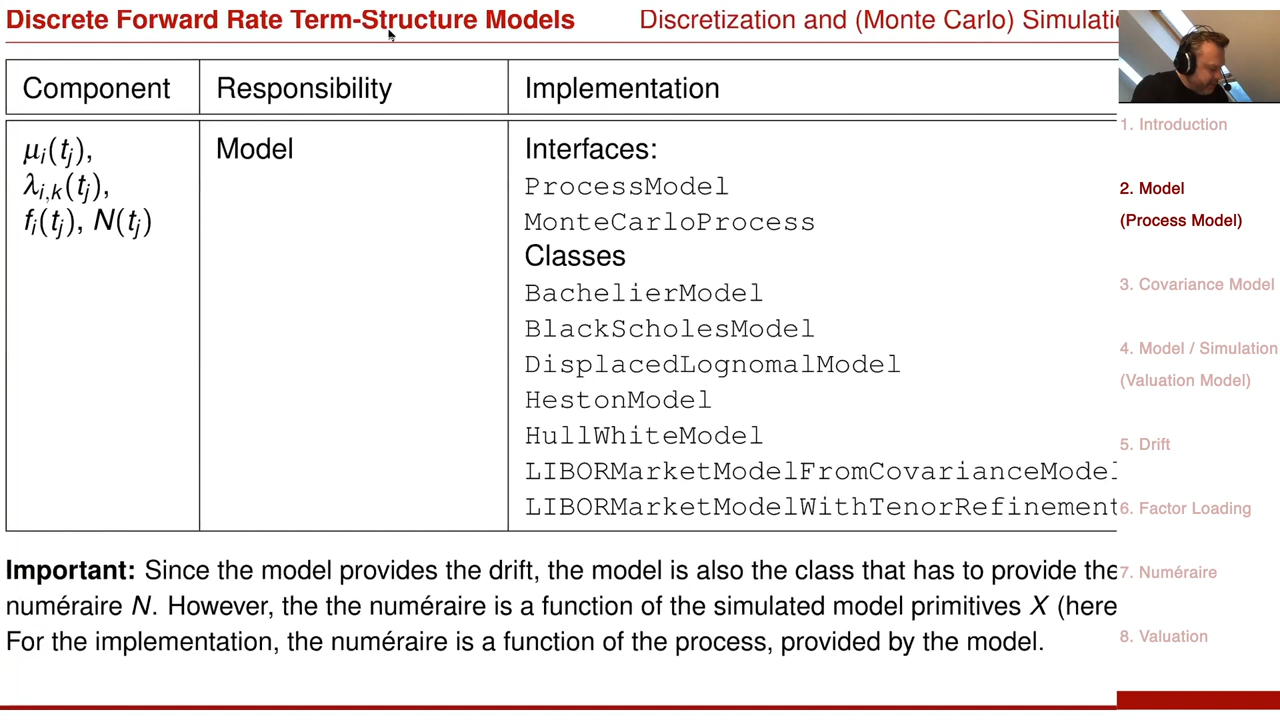 Discrete Forward Rate Term-Structure Models
Discretization and (Monte Carlo) Simulati
Component Responsibility Implementation
μi(tj), Model Interfaces:
λi,k(tj), ProcessModel
fi(tj), N(tj) MonteCarloProcess
Classes
BachelierModel
BlackScholesModel
DisplacedLognomalModel
HestonModel
HullWhiteModel
LIBORMarketModelFromCovarianceModel
LIBORMarketModelWithTenorRefinement
Important: Since the model provides the drift, the model is also the class that has to provide the
numéraire N. However, the the numéraire is a function of the simulated model primitives X (here
For the implementation, the numéraire is a function of the process, provided by the model.
1. Introduction
2. Model
(Process Model)
3. Covariance Model
4. Model / Simulation
(Valuation Model)
5. Drift
6. Factor Loading
7. Numéraire
8. Valuation